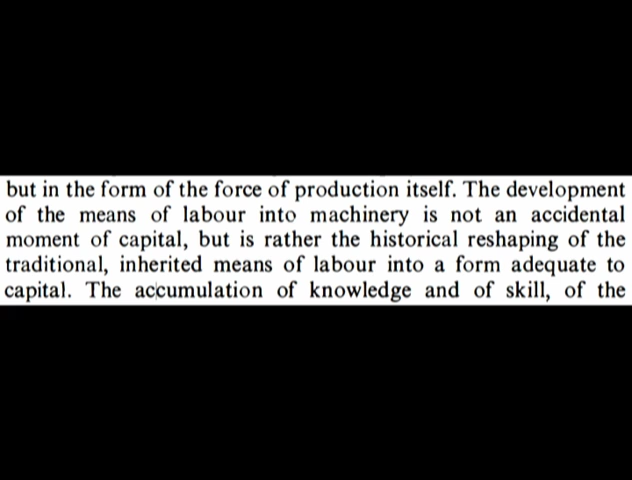 but in the form of the force of production itself. The development
of the means of labour into machinery is not an accidental
moment of capital, but is rather the historical reshaping of the
traditional, inherited means of labour into a form adequate to
capital. The accumulation of knowledge and of skill, of the